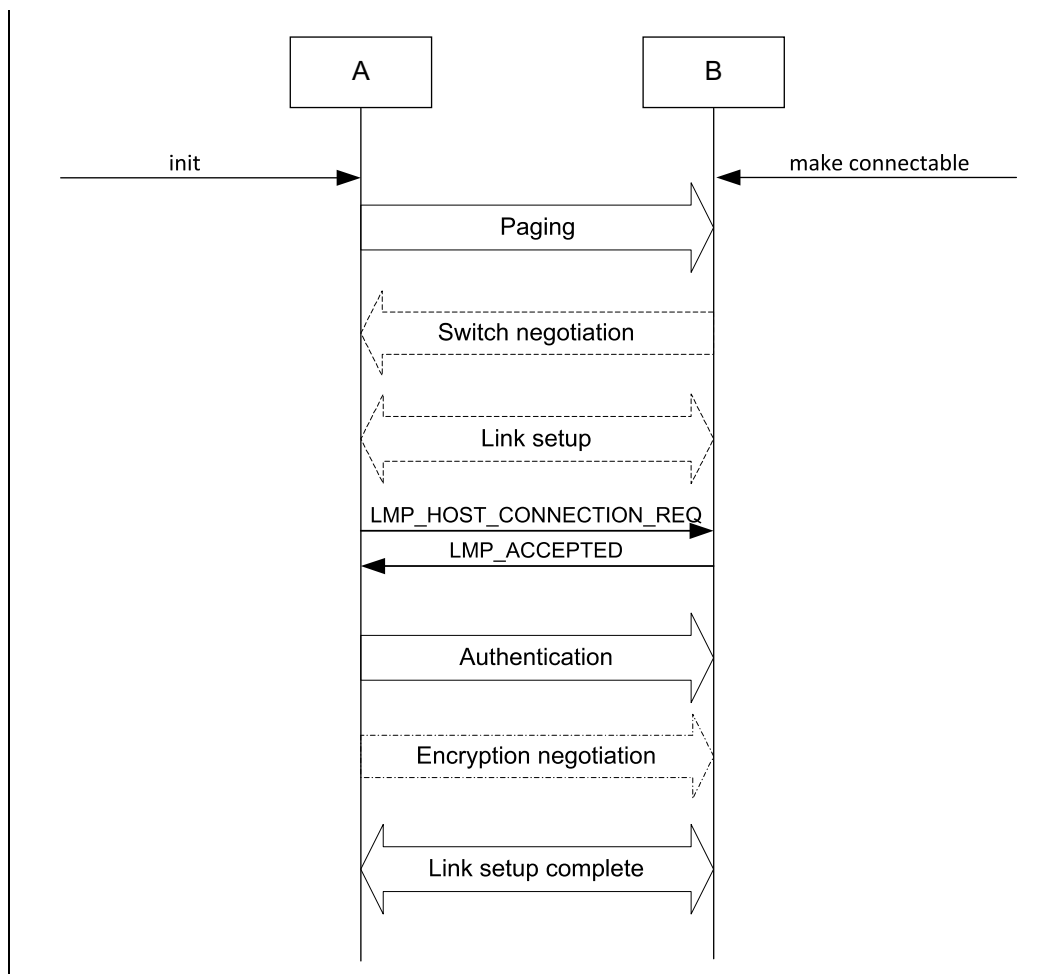 A
B
init
make connectable
Paging
Switch negotiation
Link setup
LMP_HOST_CONNECTION_REQ
LMP_ACCEPTED
Authentication
Encryption negotiation
Link setup complete